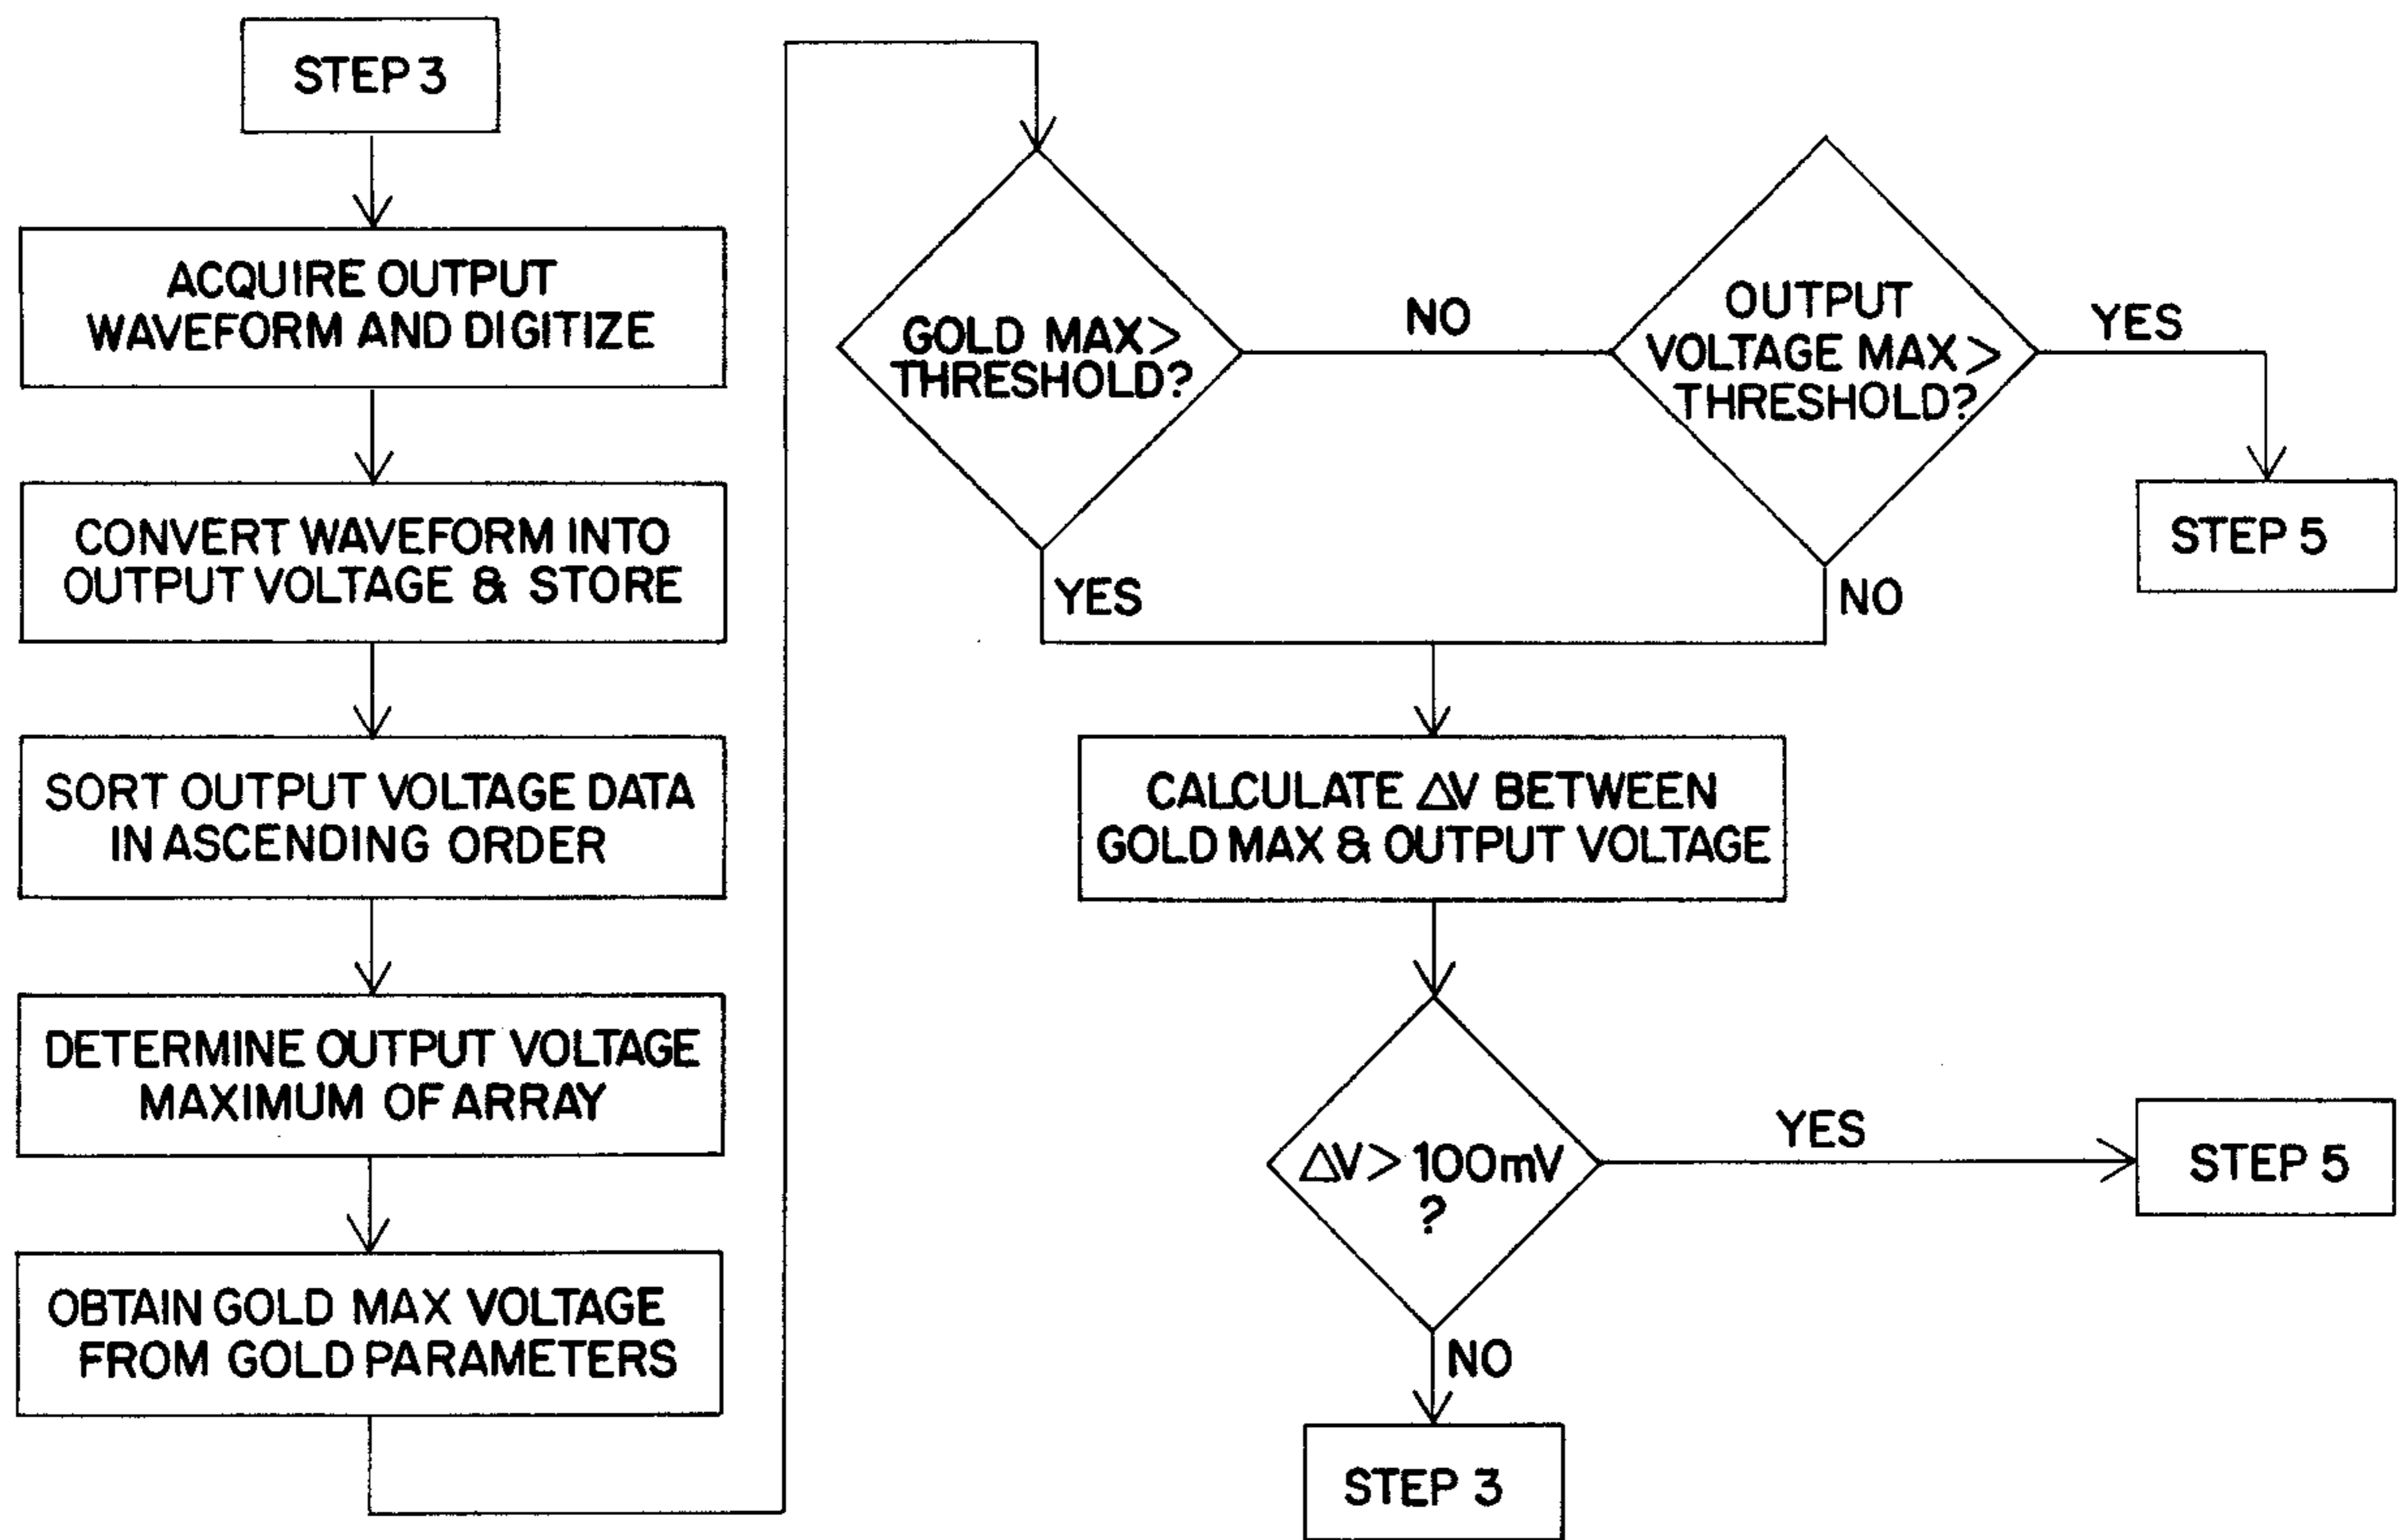 STEP 3
ACQUIRE OUTPUT
WAVEFORM AND DIGITIZE
CONVERT WAVEFORM INTO
OUTPUT VOLTAGE & STORE
SORT OUTPUT VOLTAGE DATA
IN ASCENDING ORDER
DETERMINE OUTPUT VOLTAGE
MAXIMUM OF ARRAY
OBTAIN GOLD MAX VOLTAGE
FROM GOLD PARAMETERS
GOLD MAX >
THRESHOLD?
NO
YES
OUTPUT
VOLTAGE MAX >
THRESHOLD?
YES
NO
STEP 5
CALCULATE ΔV BETWEEN
GOLD MAX & OUTPUT VOLTAGE
ΔV > 100mV
?
YES
STEP 5
NO
STEP 3